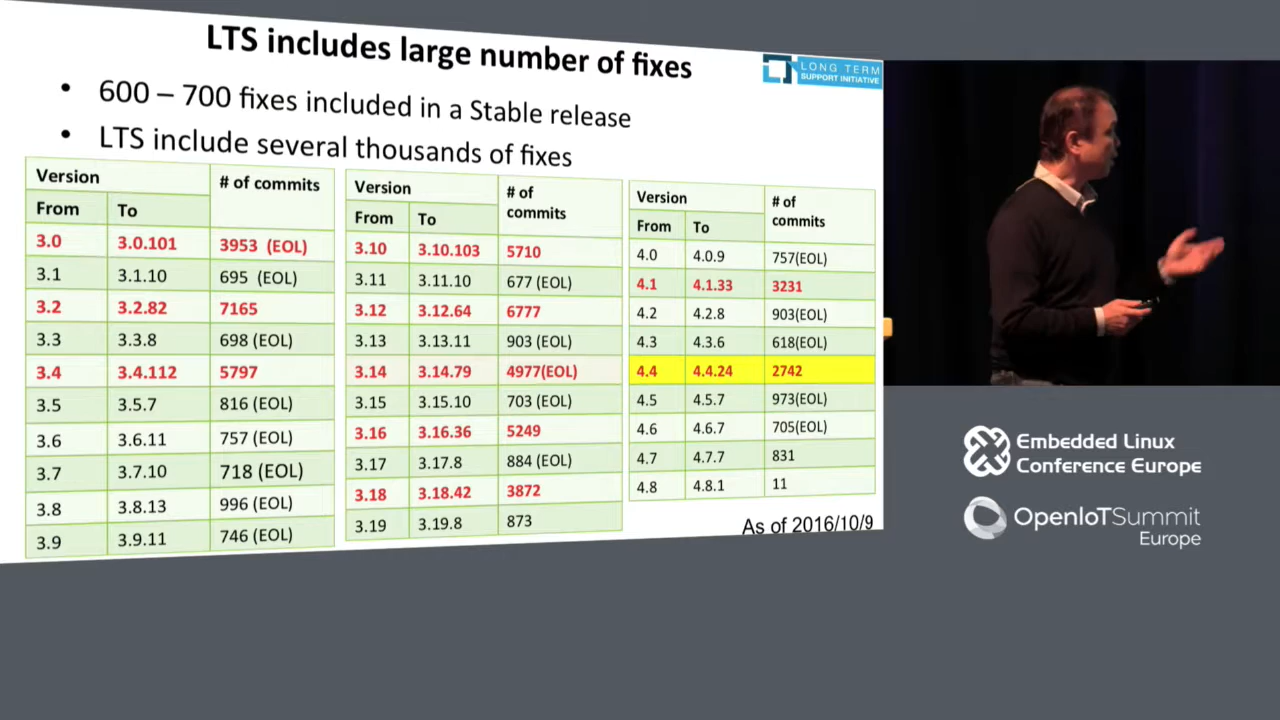 LTS includes large number of fixes
LONG TERM
SUPPORT INITIATIVE
• 600 – 700 fixes included in a Stable release
• LTS include several thousands of fixes
Version # of commits
From To
3.0 3.0.101 3953 (EOL)
3.1 3.1.10 695 (EOL)
3.2 3.2.82 7165
3.3 3.3.8 698 (EOL)
3.4 3.4.112 5797
3.5 3.5.7 816 (EOL)
3.6 3.6.11 757 (EOL)
3.7 3.7.10 718 (EOL)
3.8 3.8.13 996 (EOL)
3.9 3.9.11 746 (EOL)
Version # of
commits
From To
3.10 3.10.103 5710
3.11 3.11.10 677 (EOL)
3.12 3.12.64 6777
3.13 3.13.11 903 (EOL)
3.14 3.14.79 4977(EOL)
3.15 3.15.10 703 (EOL)
3.16 3.16.36 5249
3.17 3.17.8 884 (EOL)
3.18 3.18.42 3872
3.19 3.19.8 873
Version # of
commits
From To
4.0 4.0.9 757(EOL)
4.1 4.1.33 3231
4.2 4.2.8 903(EOL)
4.3 4.3.6 618(EOL)
4.4 4.4.24 2742
4.5 4.5.7 973(EOL)
4.6 4.6.7 705(EOL)
4.7 4.7.7 831
4.8 4.8.1 11
As of 2016/10/9
Embedded Linux
Conference Europe
OpenIoTSummit
Europe